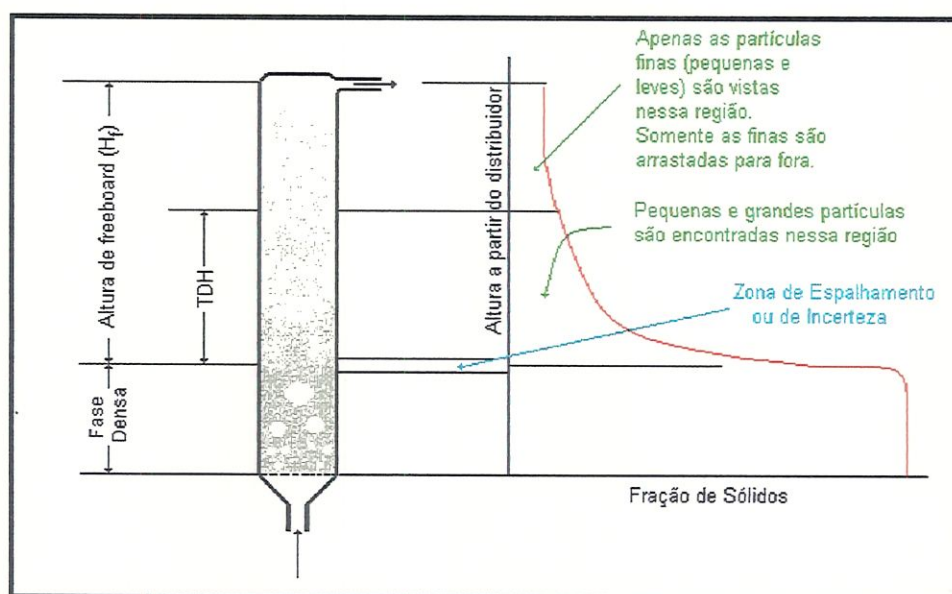 Altura de freeboard (Hf)
Fase
Densa
TDH
Altura a partir do distribuidor
Apenas as partículas
finas (pequenas e
leves) são vistas
nessa região.
Somente as finas são
arrastadas para fora.
Pequenas e grandes partículas
são encontradas nessa região
Zona de Espalhamento
ou de Incerteza
Fração de Sólidos